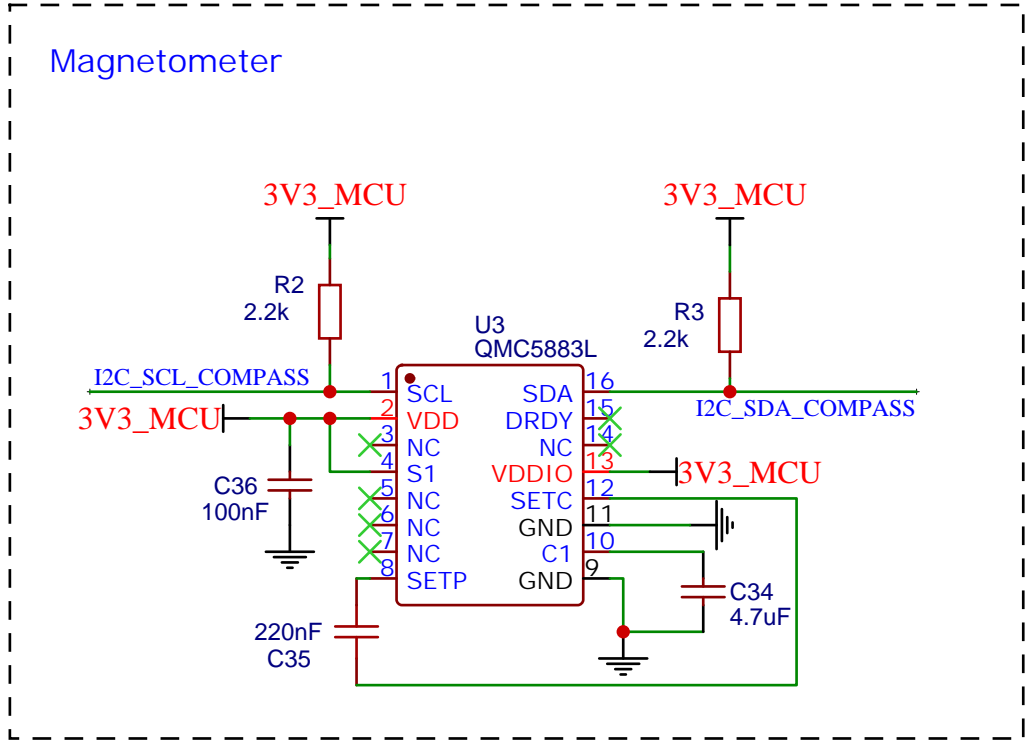 Magnetometer
3V3_MCU
3V3_MCU
R2
2.2k
R3
2.2k
U3
QMC5883L
I2C_SCL_COMPASS
I2C_SDA_COMPASS
3V3_MCU
1 SCL
2 VDD
3 NC
4 S1
5 NC
6 NC
7 NC
8 SETP
SDA 16
DRDY 15
NC 14
VDDIO 13
SETC 12
GND 11
C1 10
GND 9
3V3_MCU
C36
100nF
C34
4.7uF
220nF
C35